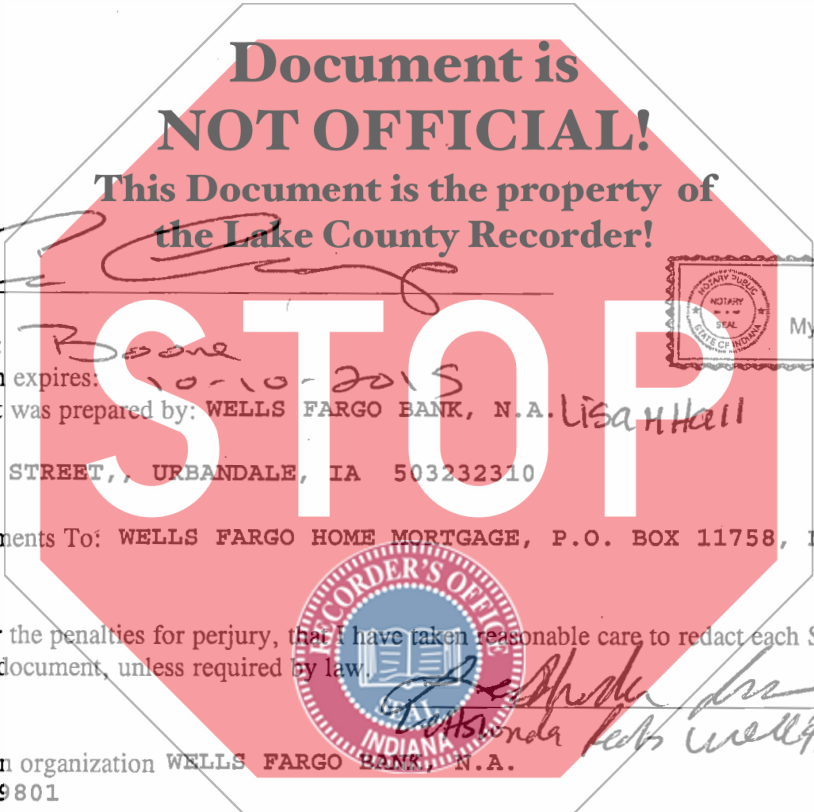 Document is
NOT OFFICIAL!
This Document is the property of
the Lake County Recorder!
STOP
NOTARY PUBLIC
NOTARY
SEAL
STATE OF INDIANA
My
Boone
expires: 10-10-2015
was prepared by: WELLS FARGO BANK, N.A. Lisa M Hall
STREET,, URBANDALE, IA 503232310
ments To: WELLS FARGO HOME MORTGAGE, P.O. BOX 11758,
the penalties for perjury, that I have taken reasonable care to redact each S
document, unless required by law.
RECORDER'S OFFICE
SEAL
INDIANA
n organization WELLS FARGO BANK, N.A.
9801